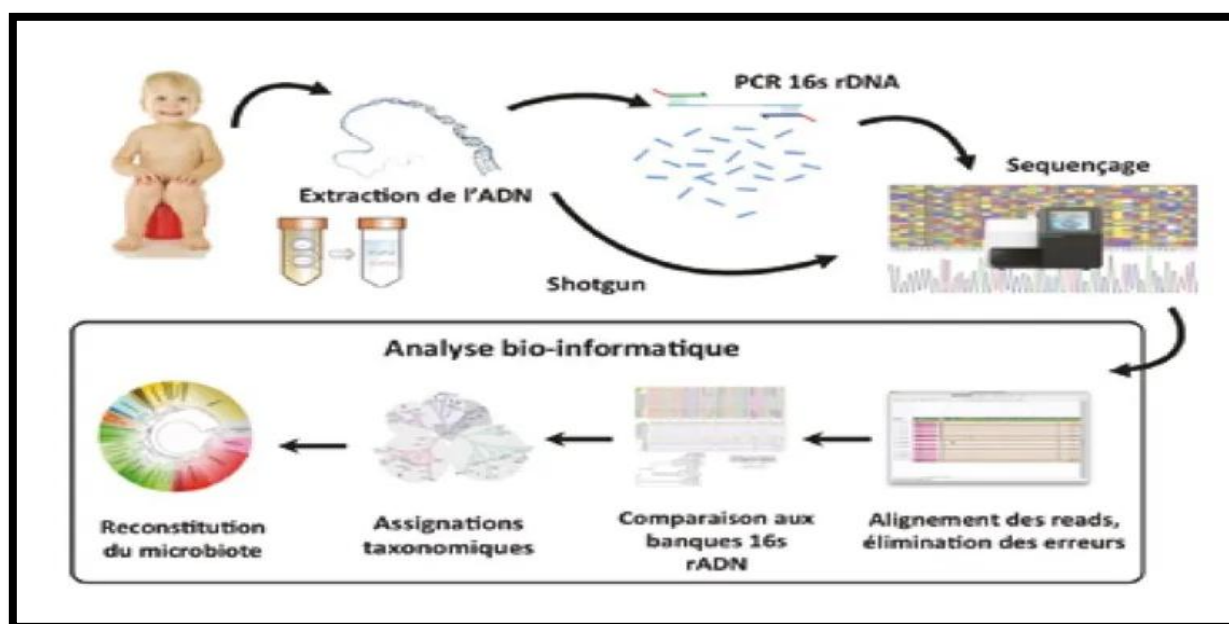 PCR 16s rDNA
Sequençage
Extraction de l'ADN
Shotgun
Analyse bio-informatique
Reconstitution
du microbiote
Assignations
taxonomiques
Comparaison aux
banques 16s
rADN
Alignement des reads,
élimination des erreurs